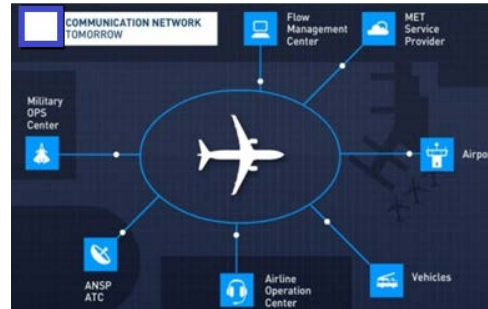 COMMUNICATION NETWORK
TOMORROW
Flow
Management
Center
MET
Service
Provider
Military
OPS
Center
Airpo
ANSP
ATC
Airline
Operation
Center
Vehicles